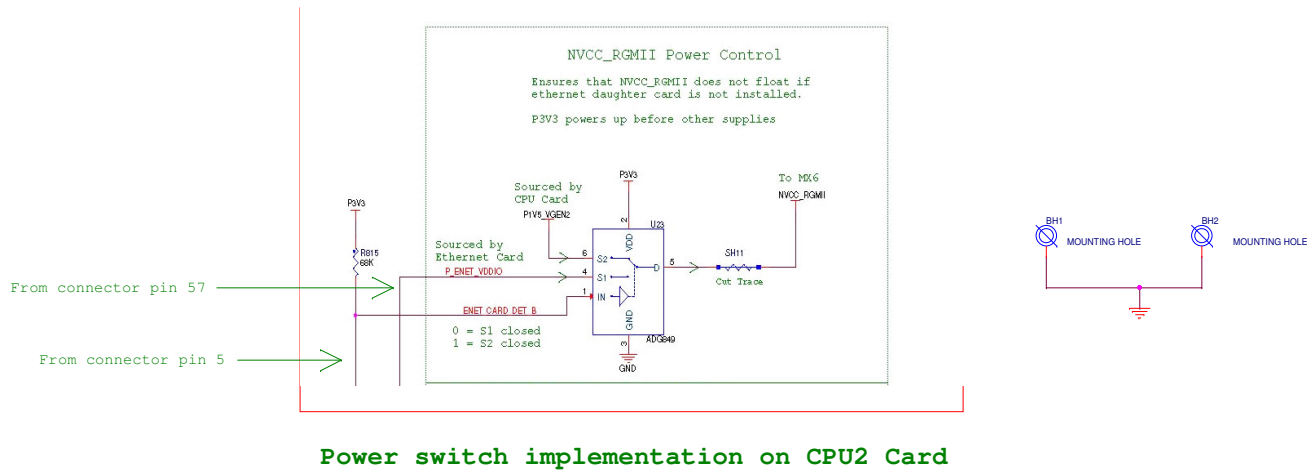 NVCC_RGMII Power Control
Ensures that NVCC_RGMII does not float if
ethernet daughter card is not installed.
P3V3 powers up before other supplies
To MX6
NVCC_RGMII
P3V3
Sourced by
CPU Card
P1V5_VGEN2
P3V3
R815
68K
U23
2
VDD
6
S2
D
5
SH11
Cut Trace
Sourced by
Ethernet Card
P_ENET_VDDIO
4
S1
1
IN
ENET_CARD_DET_B
0 = S1 closed
1 = S2 closed
GND
3
ADG849
GND
From connector pin 57
From connector pin 5
BH1
MOUNTING HOLE
BH2
MOUNTING HOLE
Power switch implementation on CPU2 Card